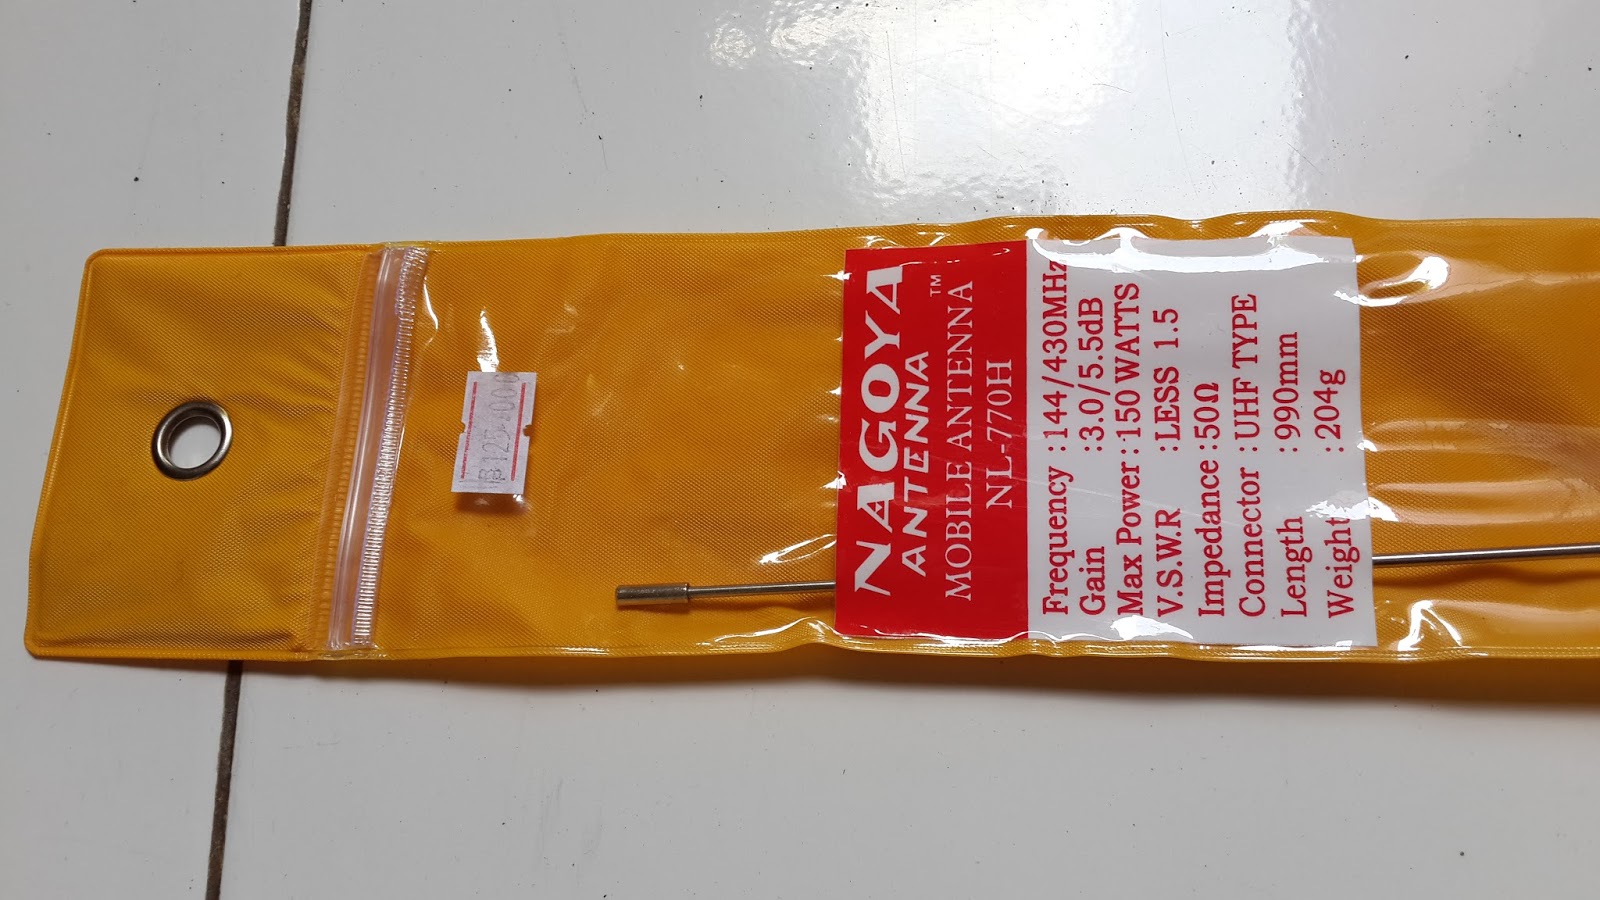 NAGOYA
ANTENNA ™
MOBILE ANTENNA
NL-770H
Frequency : 144/430MHz
Gain : 3.0/5.5dB
Max Power : 150 WATTS
V.S.W.R : LESS 1.5
Impedance : 50Ω
Connector : UHF TYPE
Length : 990mm
Weight : 204g